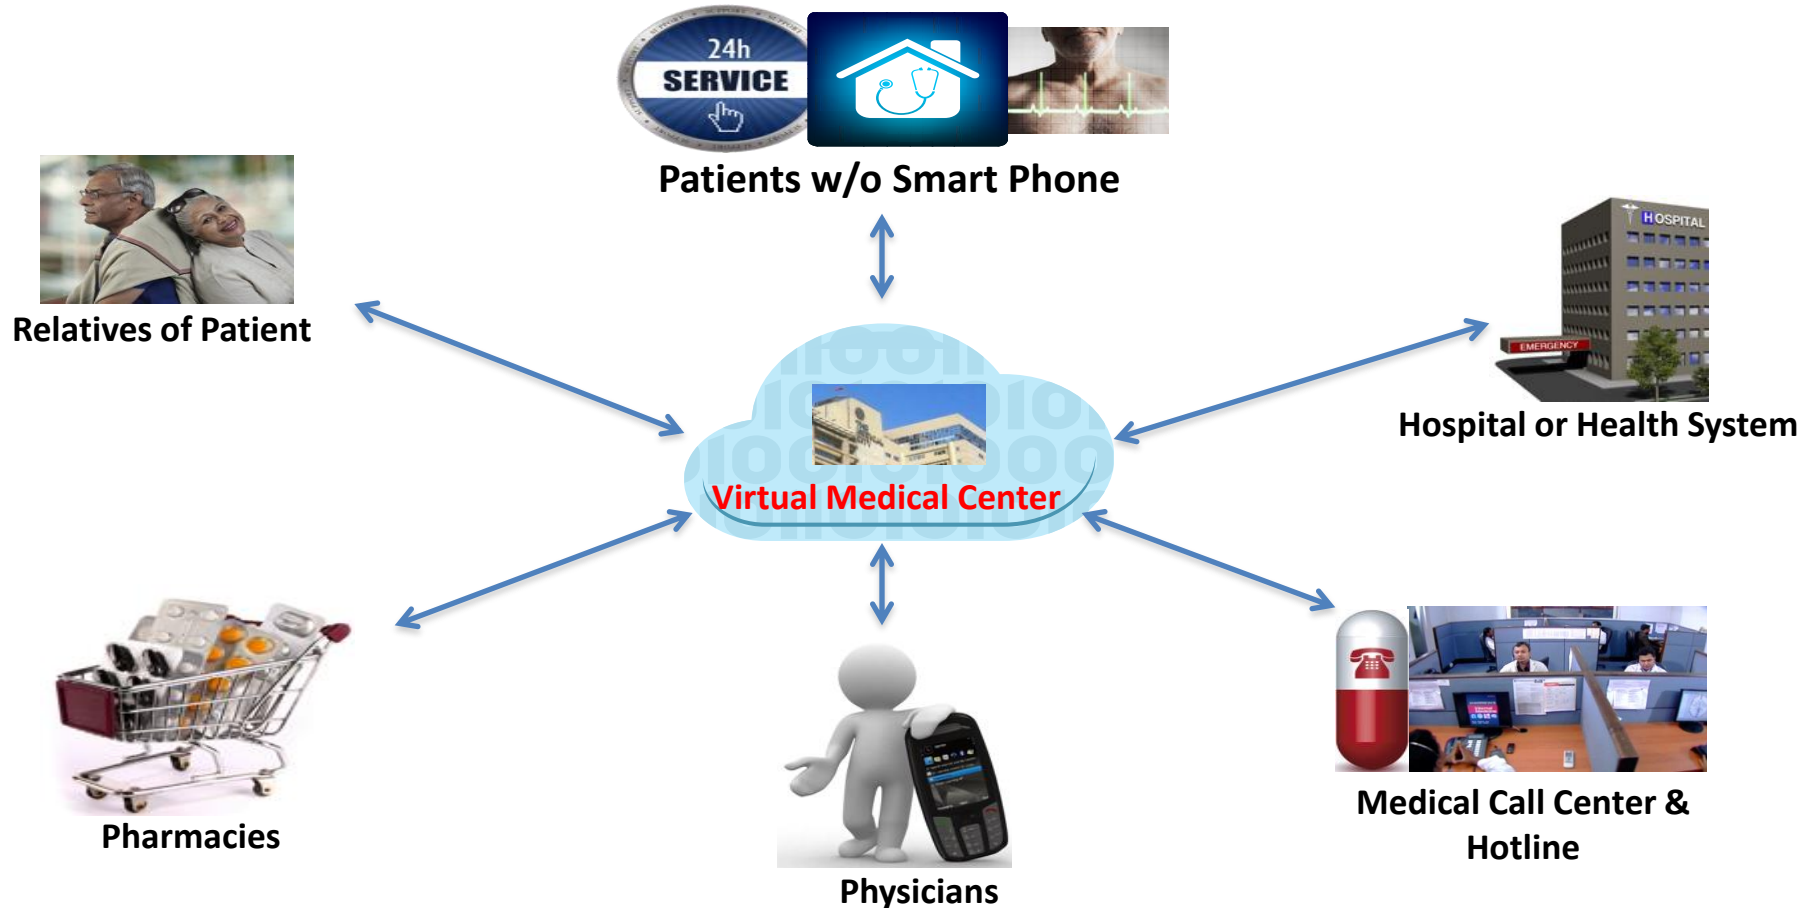 SUPPORT
24h
SERVICE
Patients w/o Smart Phone
Relatives of Patient
HOSPITAL
EMERGENCY
Hospital or Health System
Virtual Medical Center
Pharmacies
Physicians
Medical Call Center &
Hotline